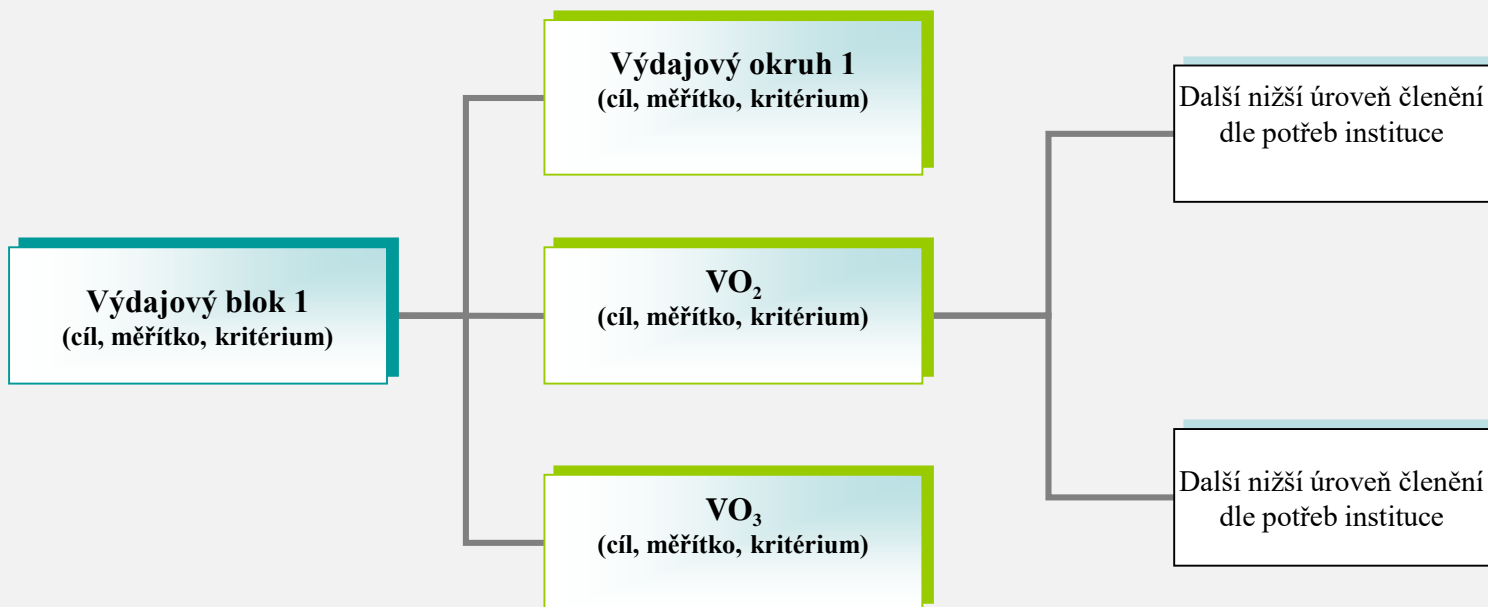 Výdajový blok 1
(cíl, měřítko, kritérium)
Výdajový okruh 1
(cíl, měřítko, kritérium)
VO₂
(cíl, měřítko, kritérium)
VO₃
(cíl, měřítko, kritérium)
Další nižší úroveň členění
dle potřeb instituce
Další nižší úroveň členění
dle potřeb instituce